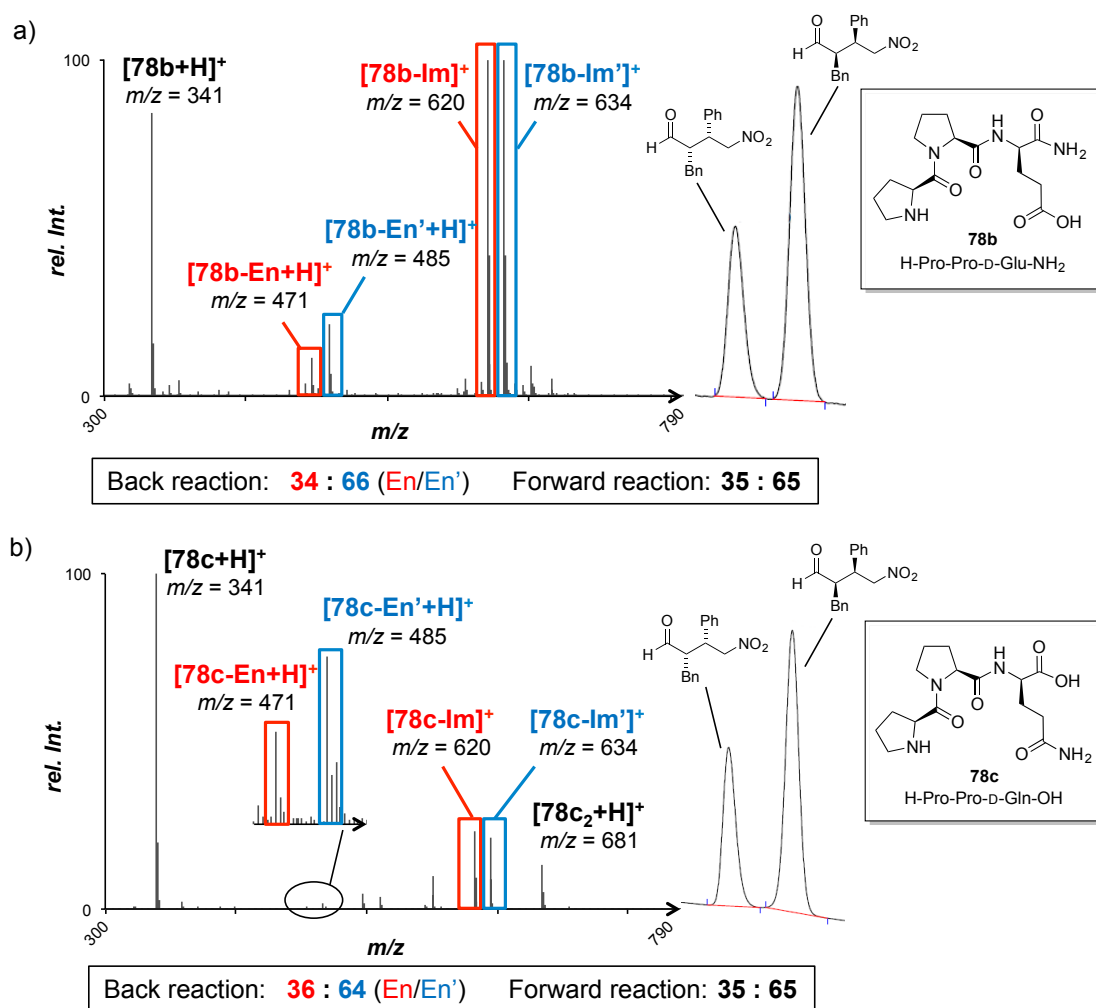 a)
100
rel. Int.
0
300
m/z
790
[78b+H]⁺
m/z = 341
[78b-En+H]⁺
m/z = 471
[78b-En’+H]⁺
m/z = 485
[78b-Im]⁺
m/z = 620
[78b-Im’]⁺
m/z = 634
O
H
Ph
NO₂
Bn
O
H
Ph
NO₂
Bn
N
O
O
H
N
O
NH₂
NH
O
OH
78b
H-Pro-Pro-D-Glu-NH₂
Back reaction: 34 : 66 (En/En’) Forward reaction: 35 : 65
b)
100
rel. Int.
0
300
m/z
790
[78c+H]⁺
m/z = 341
[78c-En+H]⁺
m/z = 471
[78c-En’+H]⁺
m/z = 485
[78c-Im]⁺
m/z = 620
[78c-Im’]⁺
m/z = 634
[78c₂+H]⁺
m/z = 681
O
H
Ph
NO₂
Bn
O
H
Ph
NO₂
Bn
N
O
O
H
N
O
OH
NH
O
NH₂
78c
H-Pro-Pro-D-Gln-OH
Back reaction: 36 : 64 (En/En’) Forward reaction: 35 : 65